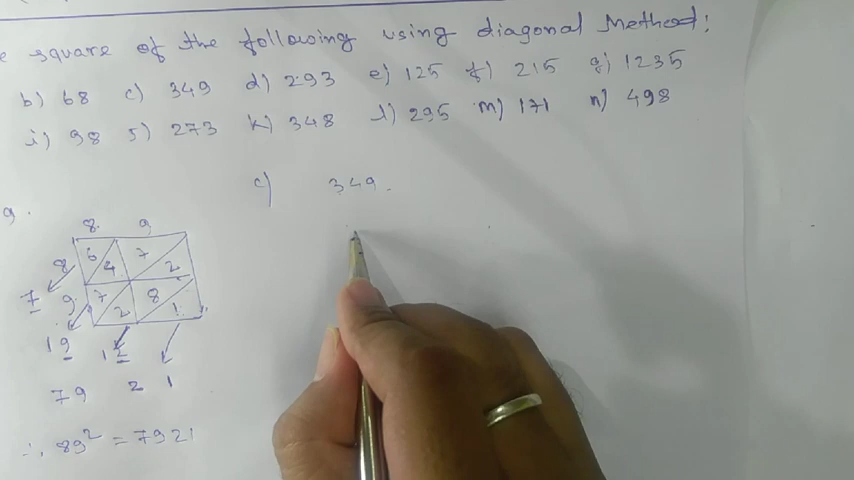 e square of the following using diagonal Method:
b) 68 c) 349 d) 293 e) 125 f) 215 g) 1235
i) 98 j) 273 k) 348 l) 295 m) 171 n) 498
c) 349.
9.
8 9
8 6 4 7 2
7 9 7 2 8 1
19 12
79 2 1
∴ 89² = 7921